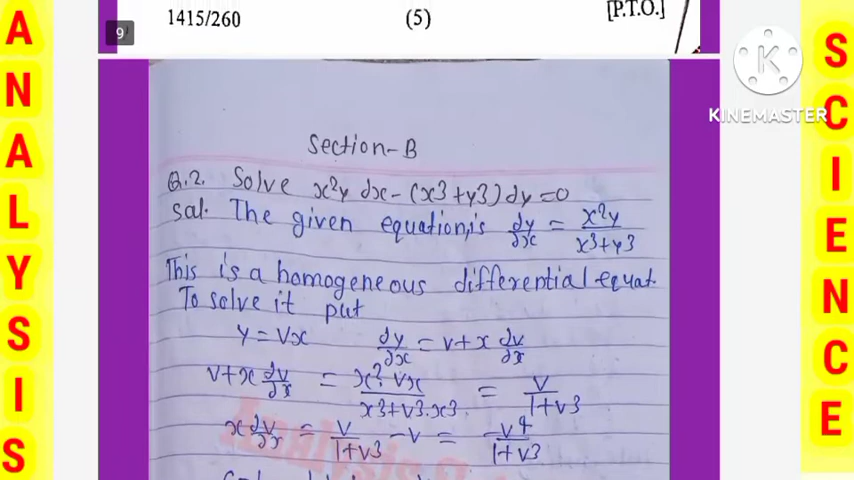 1415/260 (5) [P.T.O.]
9
K
KINEMASTER
ANALYSIS
SCIENCE
Section-B
Q.2. Solve x²y dx - (x3+y3) dy = 0
Sol. The given equation,is dy/dx = x²y/x3+y3
This is a homogeneous differential equat.
To solve it put
y = vx dy/dx = v+x dv/dx
v+x dv/dx = x². vx/x3+v3.x3. = v/1+v3
x dv/dx = v/1+v3 -v = -v4/1+v3